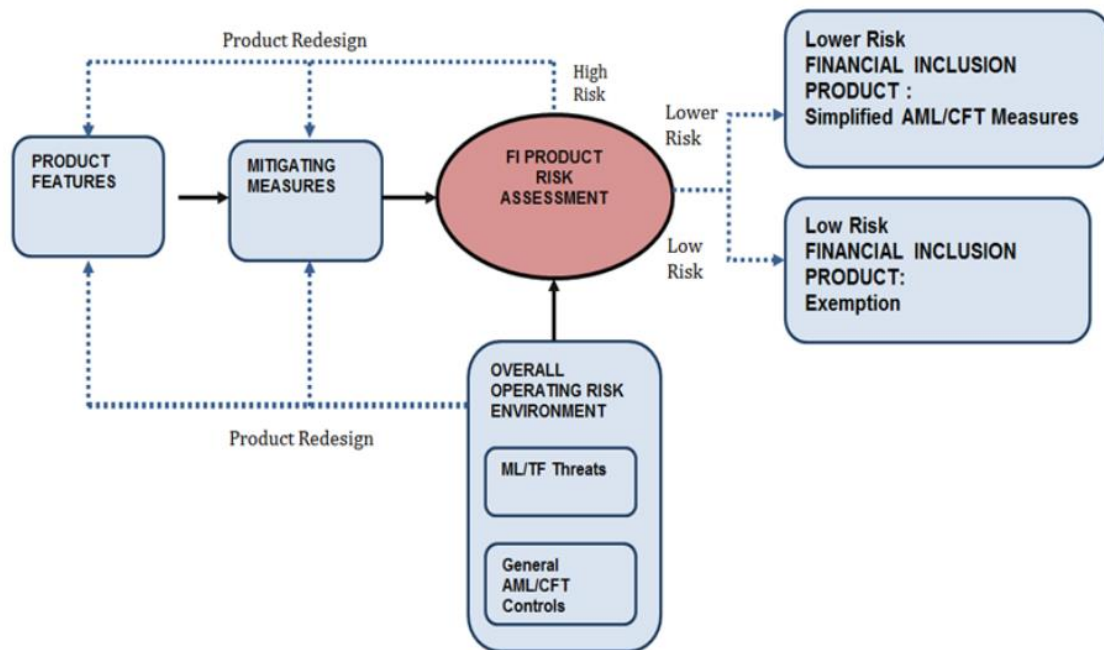 Product Redesign
High
Risk
Lower Risk
FINANCIAL INCLUSION
PRODUCT :
Simplified AML/CFT Measures
Lower
Risk
PRODUCT
FEATURES
MITIGATING
MEASURES
FI PRODUCT
RISK
ASSESSMENT
Low
Risk
Low Risk
FINANCIAL INCLUSION
PRODUCT:
Exemption
OVERALL
OPERATING RISK
ENVIRONMENT
Product Redesign
ML/TF Threats
General
AML/CFT
Controls